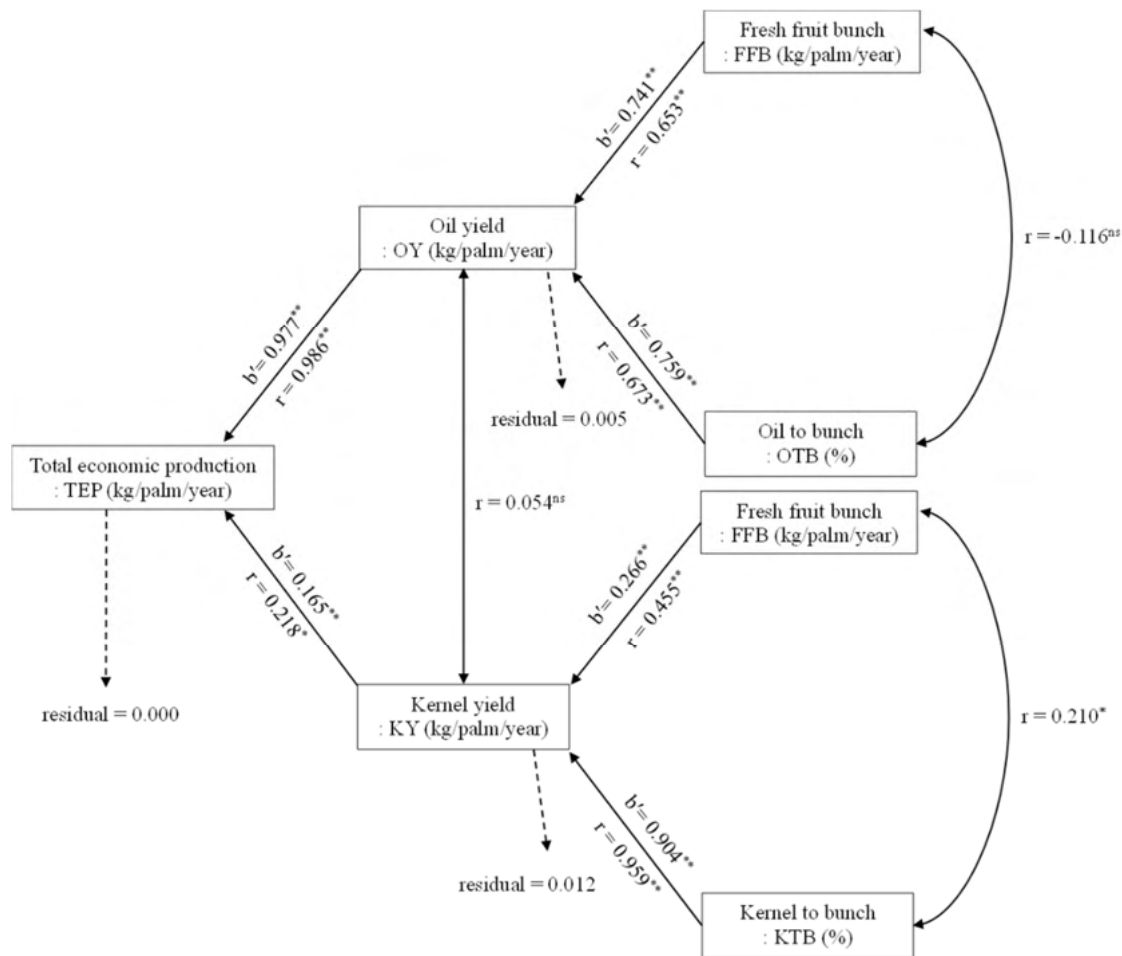 Fresh fruit bunch
: FFB (kg/palm/year)
b′= 0.741**
r = 0.653**
Oil yield
: OY (kg/palm/year)
r = -0.116ns
b′= 0.977**
r = 0.986**
b′= 0.759**
r = 0.673**
residual = 0.005
Oil to bunch
: OTB (%)
Total economic production
: TEP (kg/palm/year)
r = 0.054ns
Fresh fruit bunch
: FFB (kg/palm/year)
b′= 0.165**
r = 0.218*
b′= 0.266**
r = 0.455**
residual = 0.000
Kernel yield
: KY (kg/palm/year)
r = 0.210*
b′= 0.904**
r = 0.959**
residual = 0.012
Kernel to bunch
: KTB (%)